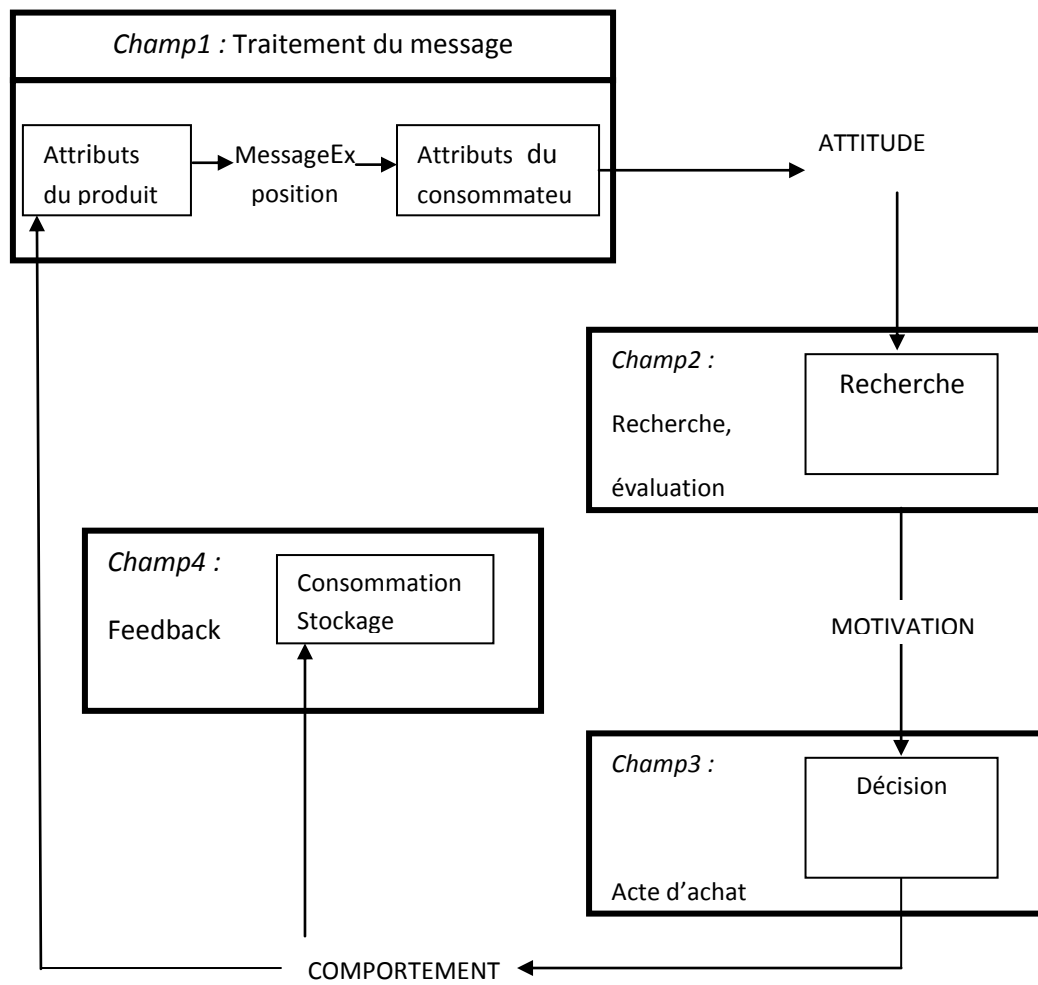 Champ1 : Traitement du message
Attributs
du produit
MessageEx
position
Attributs du
consommateu
ATTITUDE
Champ2 :
Recherche,
évaluation
Recherche
MOTIVATION
Champ4 :
Feedback
Consommation
Stockage
Champ3 :
Acte d’achat
Décision
COMPORTEMENT